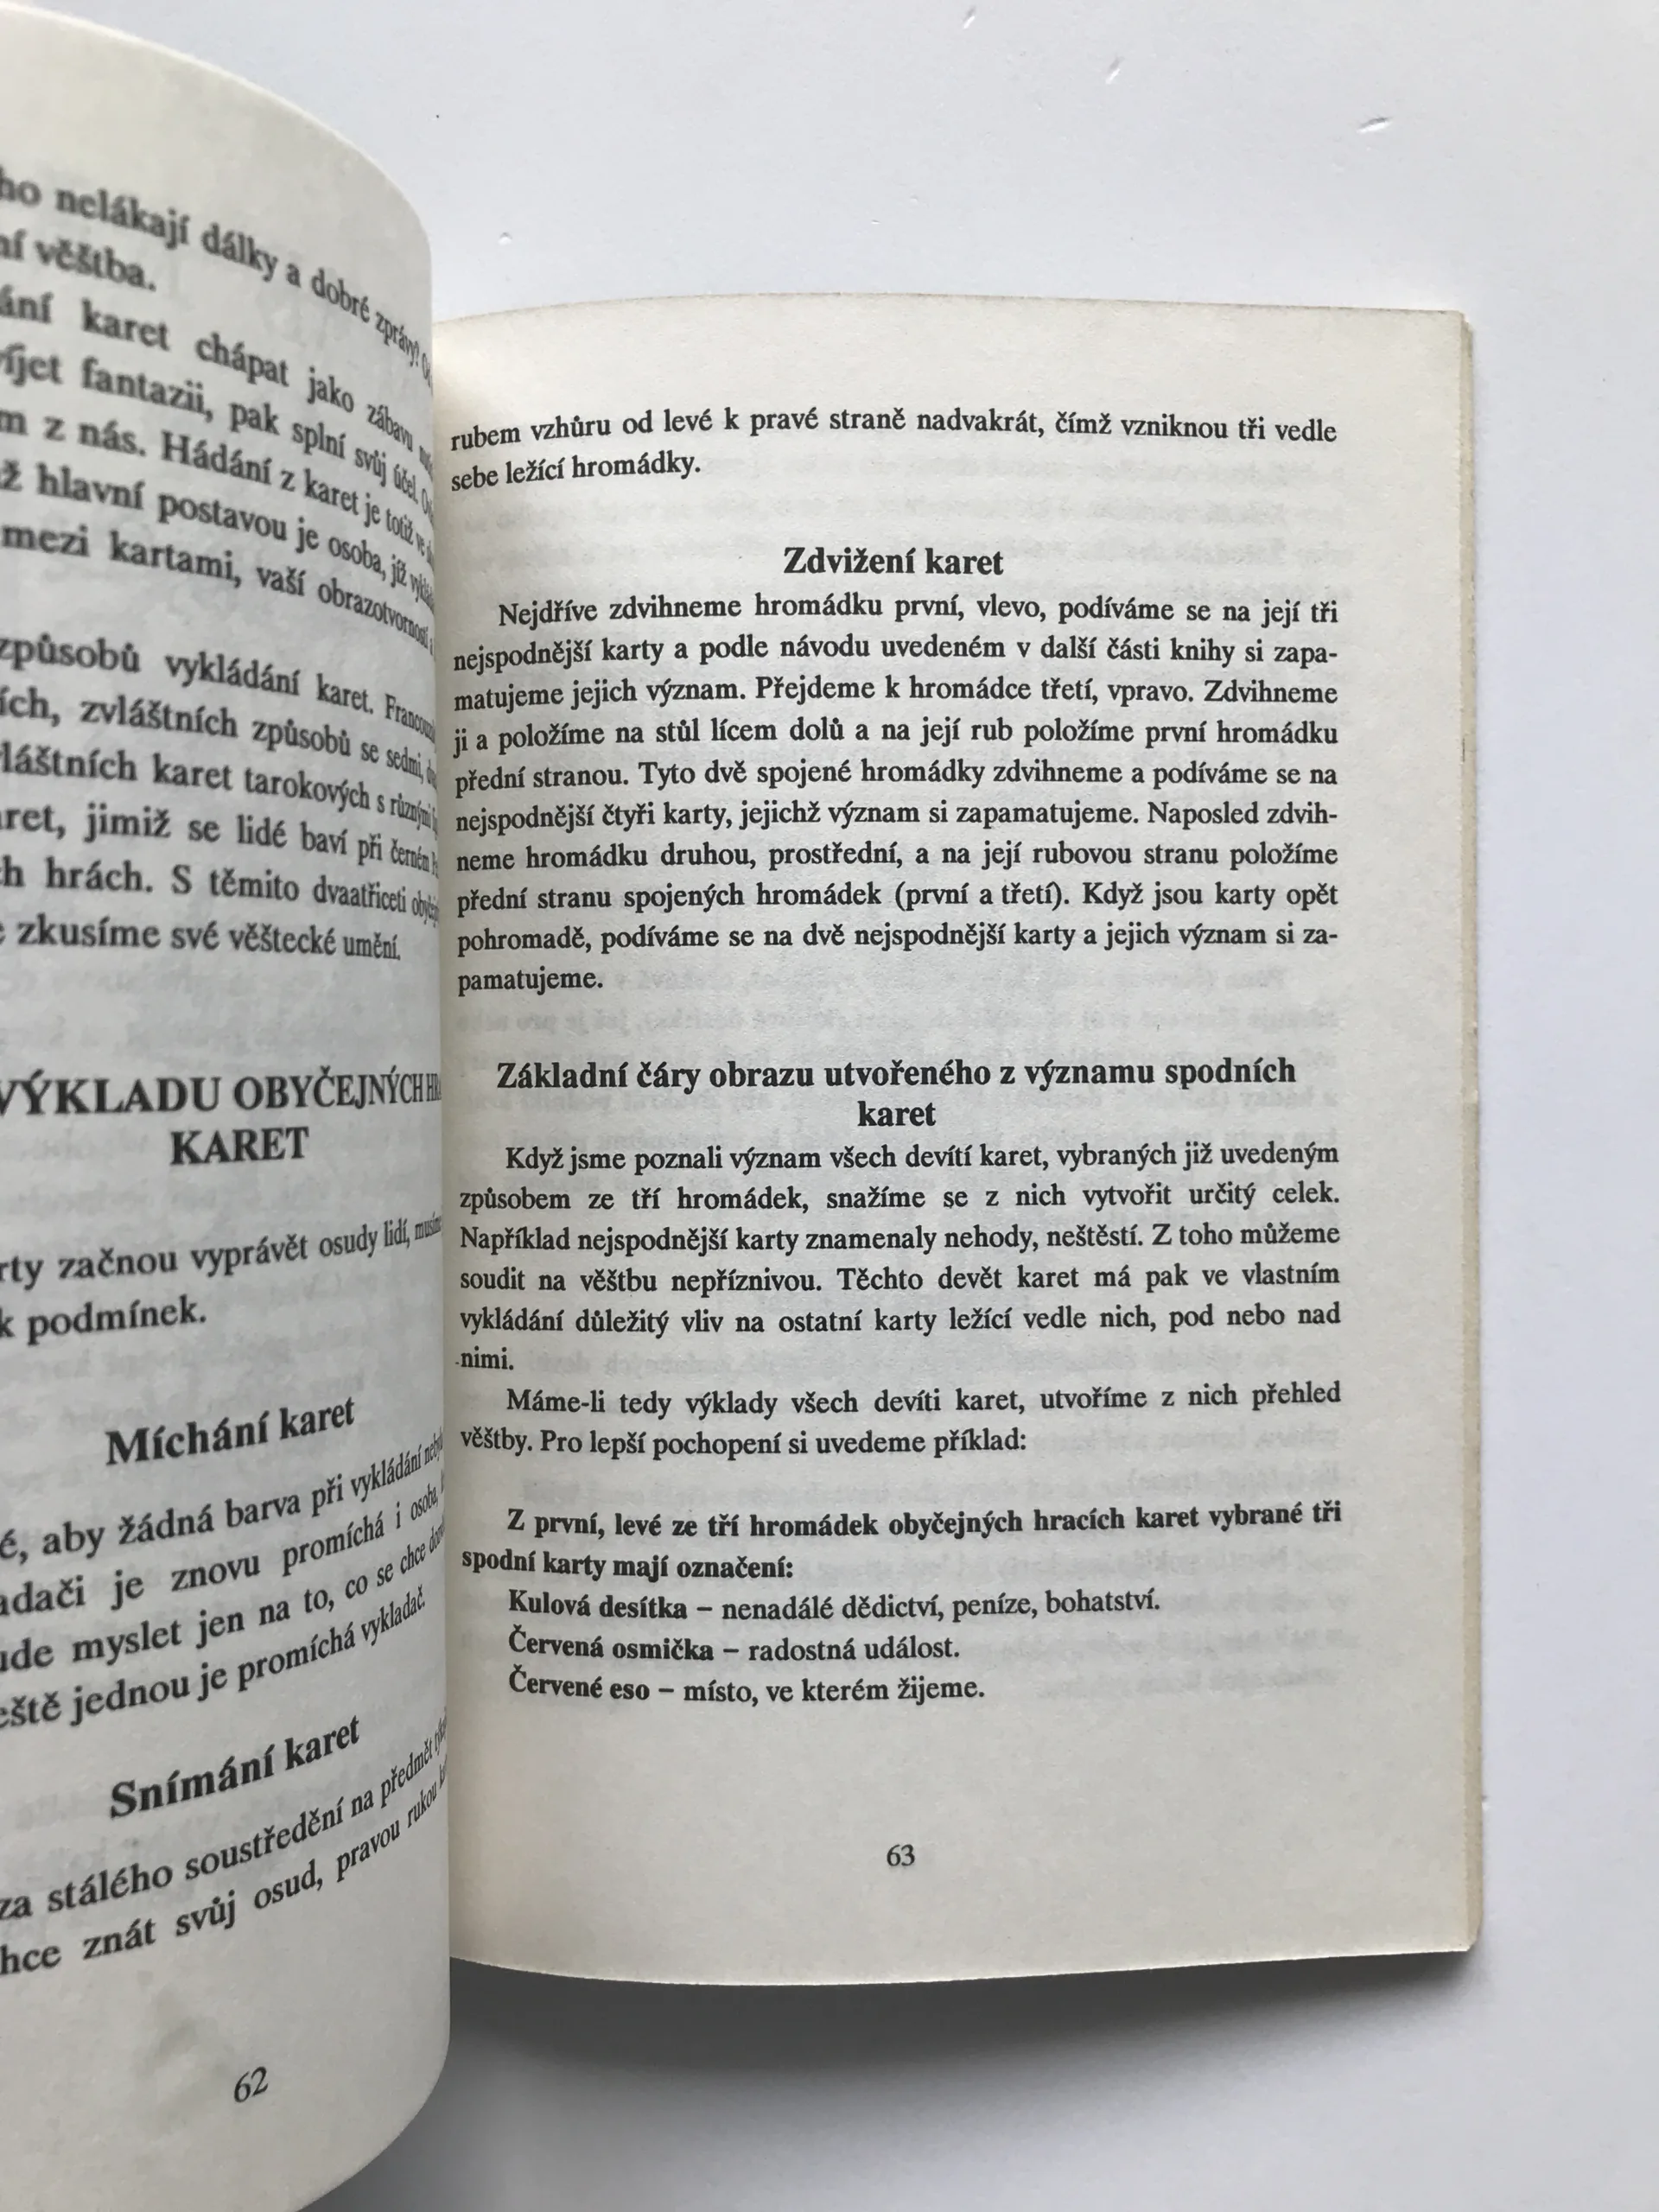 ho nelákají dálky a dobré zprávy?
ní věštba.
ání karet chápat jako zábavu
víjet fantazii, pak splní svůj účel.
m z nás. Hádání z karet je totiž ve
ž hlavní postavou je osoba, jíž
mezi kartami, vaší obrazotvorností
způsobů vykládání karet.
ích, zvláštních způsobů se sedmi,
láštních karet tarokových s různými
ret, jimiž se lidé baví při černém
h hrách. S těmito dvaatřiceti
zkusíme své věštecké umění.
VÝKLADU OBYČEJNÝCH
KARET
rty začnou vyprávět osudy lidí,
k podmínek.
Míchání karet
é, aby žádná barva při vykládání
adači je znovu promíchá i osoba,
ude myslet jen na to, co se chce
eště jednou je promíchá vykladač.
Snímání karet
za stálého soustředění na předmět
hce znát svůj osud, pravou rukou
62
rubem vzhůru od levé k pravé straně nadvakrát, čímž vzniknou tři vedle
sebe ležící hromádky.
Zdvižení karet
Nejdříve zdvihneme hromádku první, vlevo, podíváme se na její tři
nejspodnější karty a podle návodu uvedeném v další části knihy si zapa-
matujeme jejich význam. Přejdeme k hromádce třetí, vpravo. Zdvihneme
ji a položíme na stůl lícem dolů a na její rub položíme první hromádku
přední stranou. Tyto dvě spojené hromádky zdvihneme a podíváme se na
nejspodnější čtyři karty, jejichž význam si zapamatujeme. Naposled zdvih-
neme hromádku druhou, prostřední, a na její rubovou stranu položíme
přední stranu spojených hromádek (první a třetí). Když jsou karty opět
pohromadě, podíváme se na dvě nejspodnější karty a jejich význam si za-
pamatujeme.
Základní čáry obrazu utvořeného z významu spodních
karet
Když jsme poznali význam všech devítí karet, vybraných již uvedeným
způsobem ze tří hromádek, snažíme se z nich vytvořit určitý celek.
Například nejspodnější karty znamenaly nehody, neštěstí. Z toho můžeme
soudit na věštbu nepříznivou. Těchto devět karet má pak ve vlastním
vykládání důležitý vliv na ostatní karty ležící vedle nich, pod nebo nad
nimi.
Máme-li tedy výklady všech devíti karet, utvoříme z nich přehled
věštby. Pro lepší pochopení si uvedeme příklad:
Z první, levé ze tří hromádek obyčejných hracích karet vybrané tři
spodní karty mají označení:
Kulová desítka – nenadálé dědictví, peníze, bohatství.
Červená osmička – radostná událost.
Červené eso – místo, ve kterém žijeme.
63